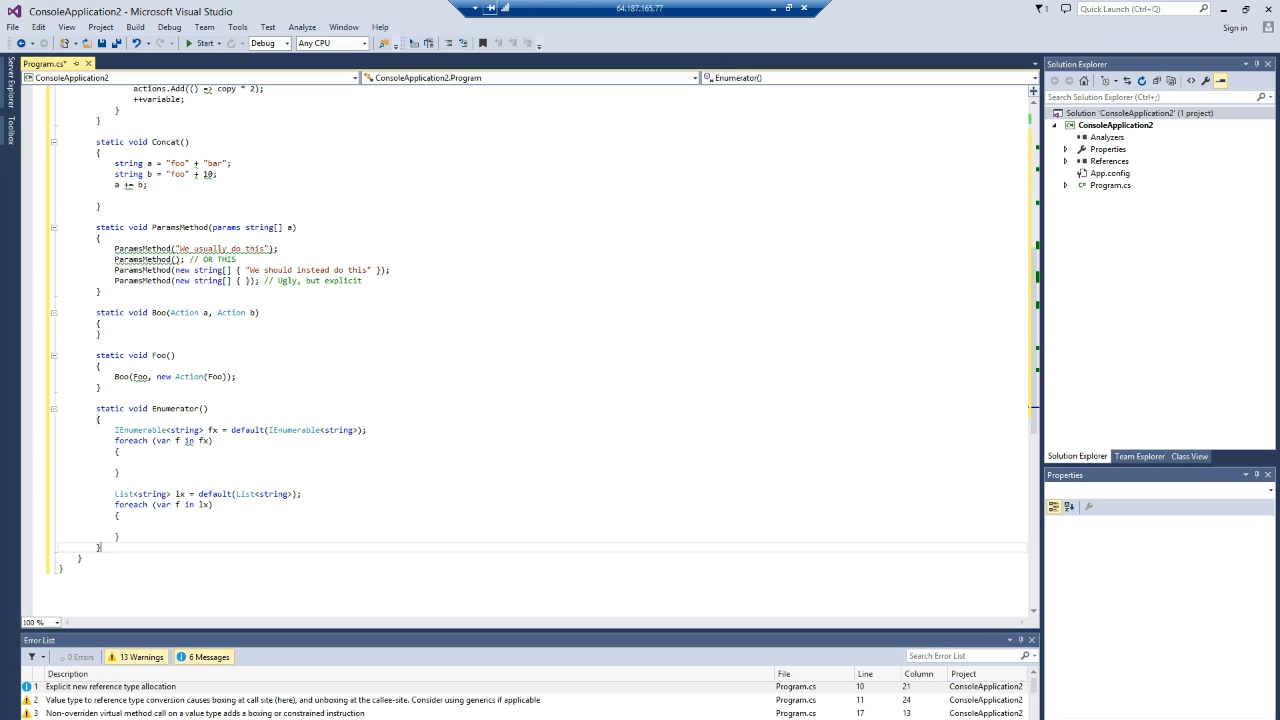 ConsoleApplication2 - Microsoft Visual Studio
64.187.165.77
1
Quick Launch (Ctrl+Q)
File Edit View Project Build Debug Team Tools Test Analyze Window Help
Sign in
Start Debug Any CPU
Server Explorer
Toolbox
Program.cs*
ConsoleApplication2 ConsoleApplication2.Program Enumerator()
actions.Add(() => copy * 2);
++variable;
}
}
static void Concat()
{
string a = "foo" + "bar";
string b = "foo" + 10;
a += b;
}
static void ParamsMethod(params string[] a)
{
ParamsMethod("We usually do this");
ParamsMethod(); // OR THIS
ParamsMethod(new string[] { "We should instead do this" });
ParamsMethod(new string[] { }); // Ugly, but explicit
}
static void Boo(Action a, Action b)
{
}
static void Foo()
{
Boo(Foo, new Action(Foo));
}
static void Enumerator()
{
IEnumerable<string> fx = default(IEnumerable<string>);
foreach (var f in fx)
{
}
List<string> lx = default(List<string>);
foreach (var f in lx)
{
}
}
}
}
100 %
Solution Explorer
Search Solution Explorer (Ctrl+;)
Solution 'ConsoleApplication2' (1 project)
ConsoleApplication2
Analyzers
Properties
References
App.config
C# Program.cs
Solution Explorer Team Explorer Class View
Properties
Error List
0 Errors 13 Warnings 6 Messages
Search Error List
Description File Line Column Project
1 Explicit new reference type allocation Program.cs 10 21 ConsoleApplication2
2 Value type to reference type conversion causes boxing at call site (here), and unboxing at the callee-site. Consider using generics if applicable Program.cs 11 24 ConsoleApplication2
3 Non-overriden virtual method call on a value type adds a boxing or constrained instruction Program.cs 17 13 ConsoleApplication2